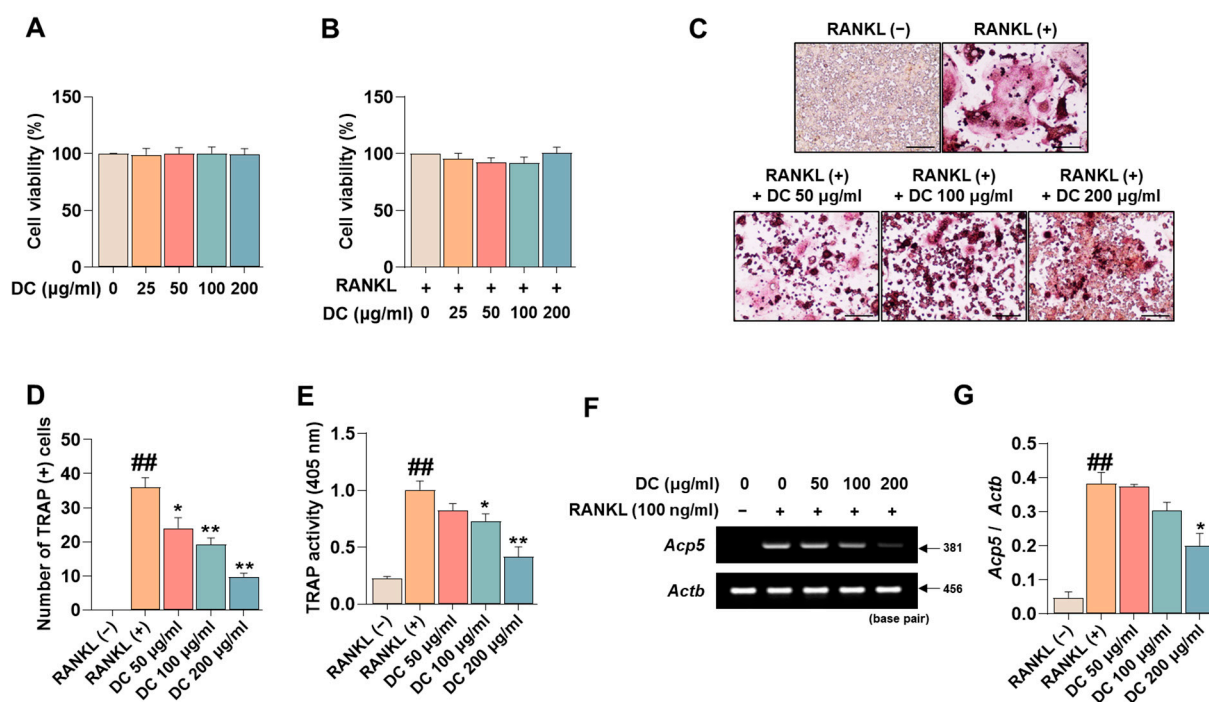 A
Cell viability (%)
150
100
50
0
DC (µg/ml)
0 25 50 100 200
B
Cell viability (%)
150
100
50
0
RANKL + + + + +
DC (µg/ml) 0 25 50 100 200
C
RANKL (−)
RANKL (+)
RANKL (+)
+ DC 50 µg/ml
RANKL (+)
+ DC 100 µg/ml
RANKL (+)
+ DC 200 µg/ml
D
Number of TRAP (+) cells
50
40
30
20
10
0
##
*
**
**
RANKL (−)
RANKL (+)
DC 50 µg/ml
DC 100 µg/ml
DC 200 µg/ml
E
TRAP activity (405 nm)
1.5
1.0
0.5
0.0
##
*
**
RANKL (−)
RANKL (+)
DC 50 µg/ml
DC 100 µg/ml
DC 200 µg/ml
F
DC (µg/ml) 0 0 50 100 200
RANKL (100 ng/ml) − + + + +
Acp5
381
Actb
456
(base pair)
G
Acp5 / Actb
0.5
0.4
0.3
0.2
0.1
0.0
##
*
RANKL (−)
RANKL (+)
DC 50 µg/ml
DC 100 µg/ml
DC 200 µg/ml